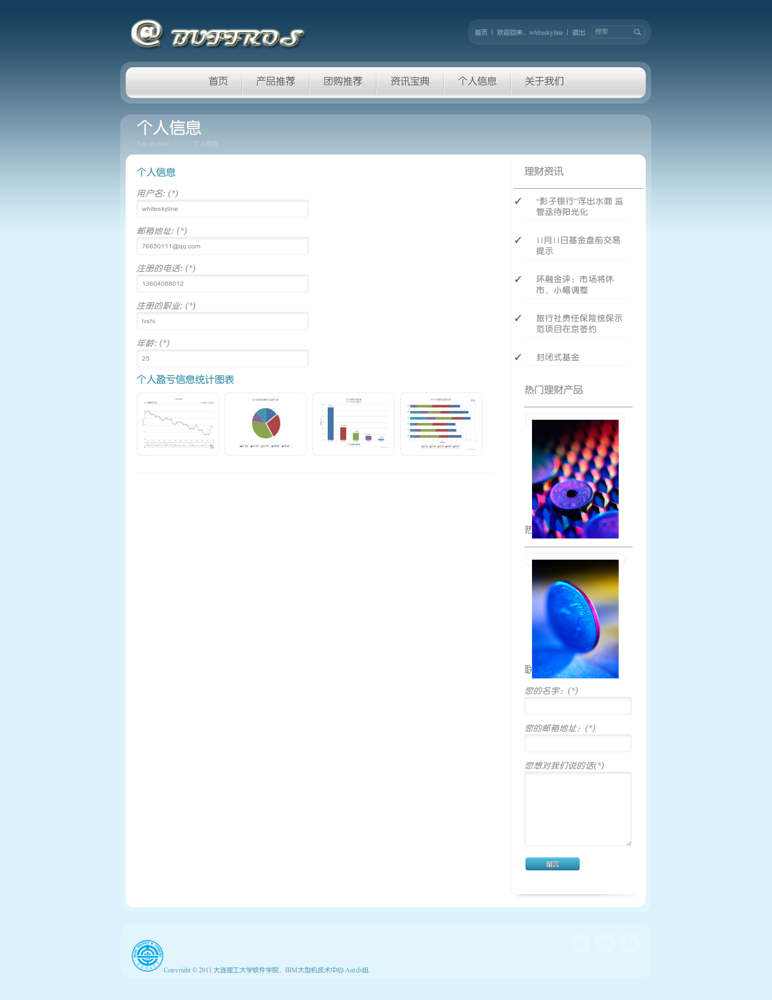 @ BUFFROS
首页 | 欢迎回来，whiteskyline | 退出
搜索
首页
产品推荐
团购推荐
资讯宝典
个人信息
关于我们
个人信息
You are here:
个人信息
个人信息
用户名: (*)
whiteskyline
邮箱地址: (*)
76650111@qq.com
注册的电话: (*)
13604088012
注册的职业: (*)
lvshi
年龄: (*)
25
个人盈亏信息统计图表
理财资讯
“影子银行”浮出水面 监
管丞待阳光化
11月11日基金盘前交易
提示
环融金评：市场将休
市，小幅调整
旅行社责任保险统保示
范项目在京签约
封闭式基金
热门理财产品
热
联
您的名字：(*)
您的邮箱地址：(*)
您想对我们说的话(*)
留言
Copyright © 2011 大连理工大学软件学院、IBM大型机技术中心 Ant小组.